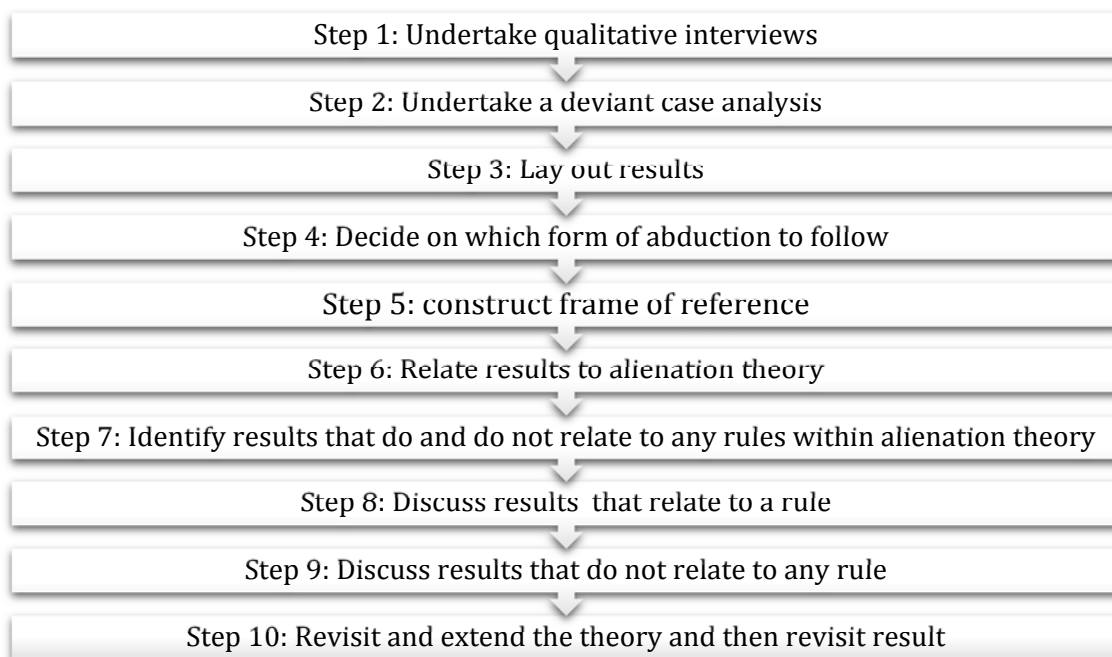 Step 1: Undertake qualitative interviews
Step 2: Undertake a deviant case analysis
Step 3: Lay out results
Step 4: Decide on which form of abduction to follow
Step 5: construct frame of reference
Step 6: Relate results to alienation theory
Step 7: Identify results that do and do not relate to any rules within alienation theory
Step 8: Discuss results that relate to a rule
Step 9: Discuss results that do not relate to any rule
Step 10: Revisit and extend the theory and then revisit result